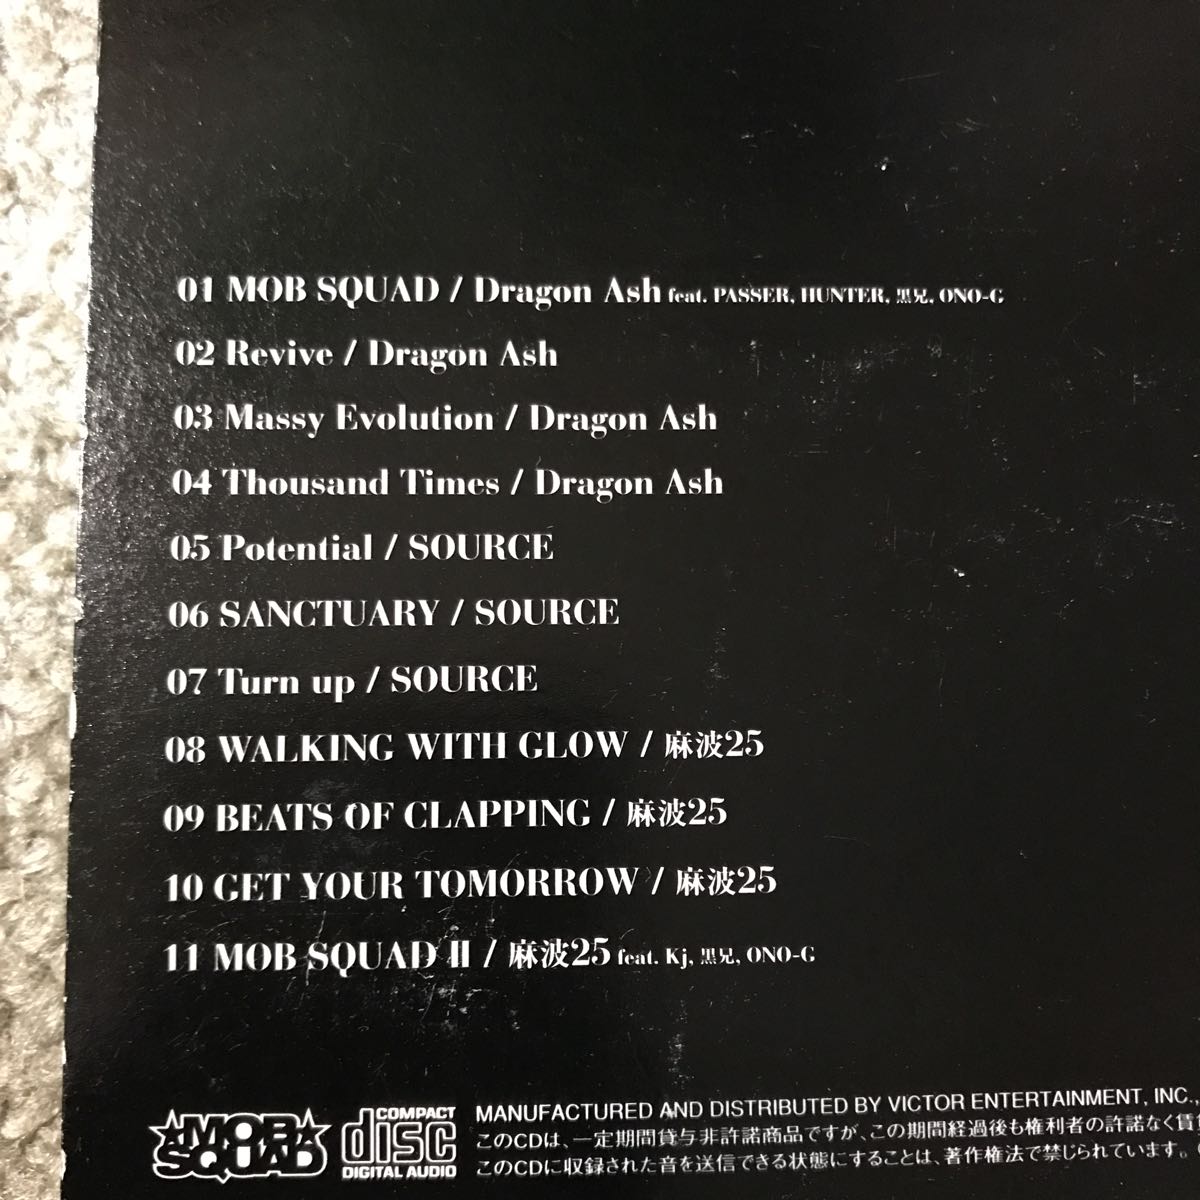 01 MOB SQUAD / Dragon Ash feat. PASSER, HUNTER, 黒兄, ONO-G
02 Revive / Dragon Ash
03 Massy Evolution / Dragon Ash
04 Thousand Times / Dragon Ash
05 Potential / SOURCE
06 SANCTUARY / SOURCE
07 Turn up / SOURCE
08 WALKING WITH GLOW / 麻波25
09 BEATS OF CLAPPING / 麻波25
10 GET YOUR TOMORROW / 麻波25
11 MOB SQUAD II / 麻波25 feat. Kj, 黒兄, ONO-G
MOB SQUAD
COMPACT disc DIGITAL AUDIO
MANUFACTURED AND DISTRIBUTED BY VICTOR ENTERTAINMENT, INC.,
このCDは、一定期間貸与非許諾商品ですが、この期間経過後も権利者の許諾なく賃
このCDに収録された音を送信できる状態にすることは、著作権法で禁じられています。